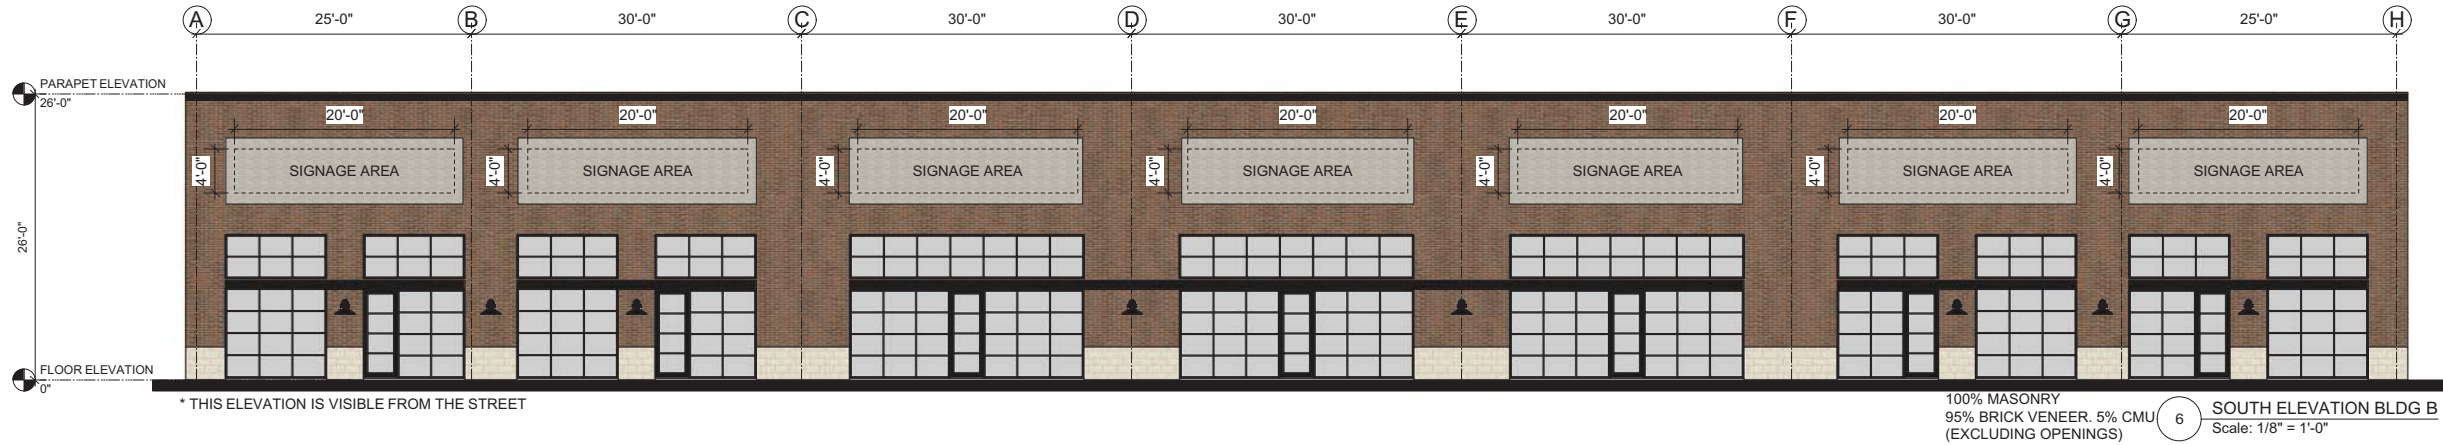 A 25'-0" B 30'-0" C 30'-0" D 30'-0" E 30'-0" F 30'-0" G 25'-0" H
PARAPET ELEVATION
26'-0"
20'-0" 20'-0" 20'-0" 20'-0" 20'-0" 20'-0" 20'-0"
4'-0" SIGNAGE AREA 4'-0" SIGNAGE AREA 4'-0" SIGNAGE AREA 4'-0" SIGNAGE AREA 4'-0" SIGNAGE AREA 4'-0" SIGNAGE AREA 4'-0" SIGNAGE AREA
26'-0"
FLOOR ELEVATION
0"
* THIS ELEVATION IS VISIBLE FROM THE STREET
100% MASONRY
95% BRICK VENEER. 5% CMU
(EXCLUDING OPENINGS)
6 SOUTH ELEVATION BLDG B
Scale: 1/8" = 1'-0"